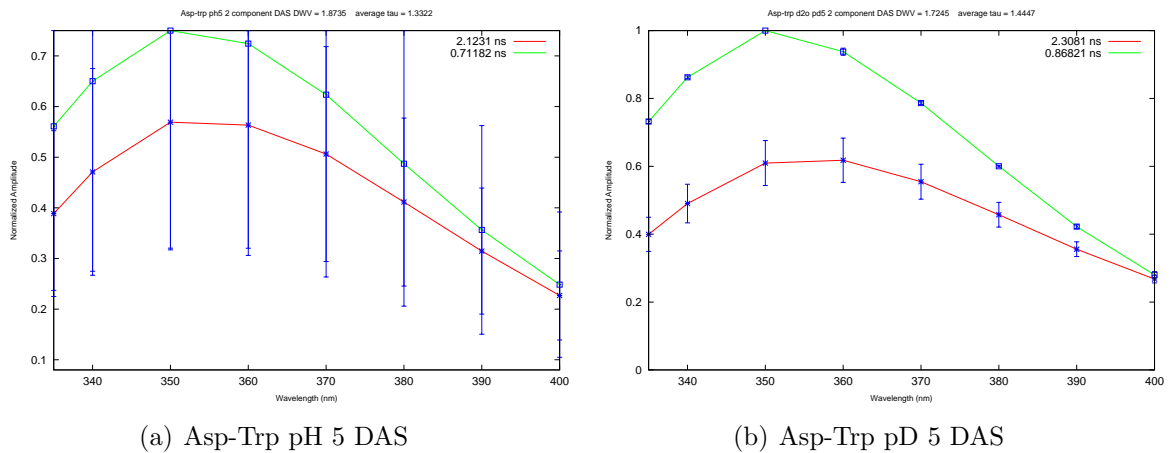 Asp-trp ph5 2 component DAS DWV = 1.8735 average tau = 1.3322
2.1231 ns
0.71182 ns
Normalized Amplitude
0.7
0.6
0.5
0.4
0.3
0.2
0.1
340 350 360 370 380 390 400
Wavelength (nm)
(a) Asp-Trp pH 5 DAS
Asp-trp d2o pd5 2 component DAS DWV = 1.7245 average tau = 1.4447
2.3081 ns
0.86821 ns
Normalized Amplitude
1
0.8
0.6
0.4
0.2
0
340 350 360 370 380 390 400
Wavelength (nm)
(b) Asp-Trp pD 5 DAS